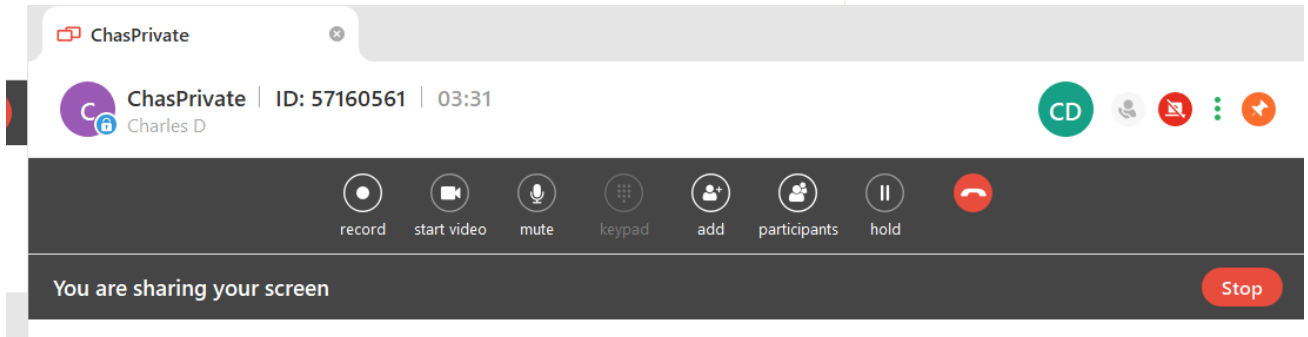 ChasPrivate
ChasPrivate ID: 57160561 03:31
C
Charles D
CD
record start video mute keypad add participants hold
You are sharing your screen Stop